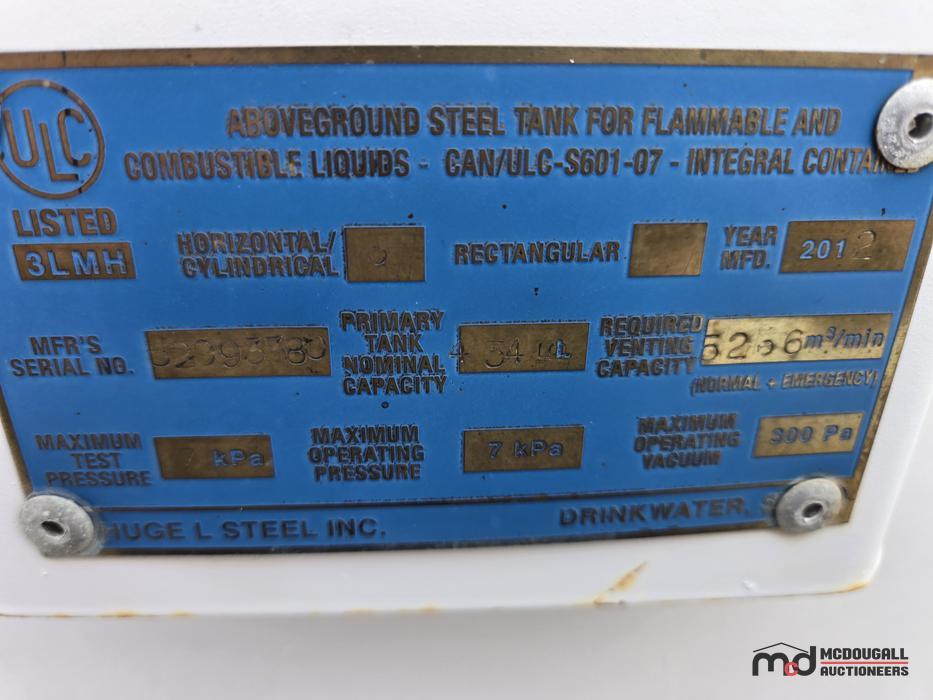 ULC
ABOVEGROUND STEEL TANK FOR FLAMMABLE AND
COMBUSTIBLE LIQUIDS - CAN/ULC-S601-07 - INTEGRAL
LISTED
3LMH
HORIZONTAL/
CYLINDRICAL
RECTANGULAR
YEAR
MFD.
2012
MFR'S
SERIAL NO.
PRIMARY
TANK
NOMINAL
CAPACITY
L
REQUIRED
VENTING
CAPACITY
m³/min
(NORMAL + EMERGENCY)
MAXIMUM
TEST
PRESSURE
kPa
MAXIMUM
OPERATING
PRESSURE
7 kPa
MAXIMUM
OPERATING
VACUUM
300 Pa
HUGE L STEEL INC.
DRINKWATER,
mcd
MCDOUGALL
AUCTIONEERS